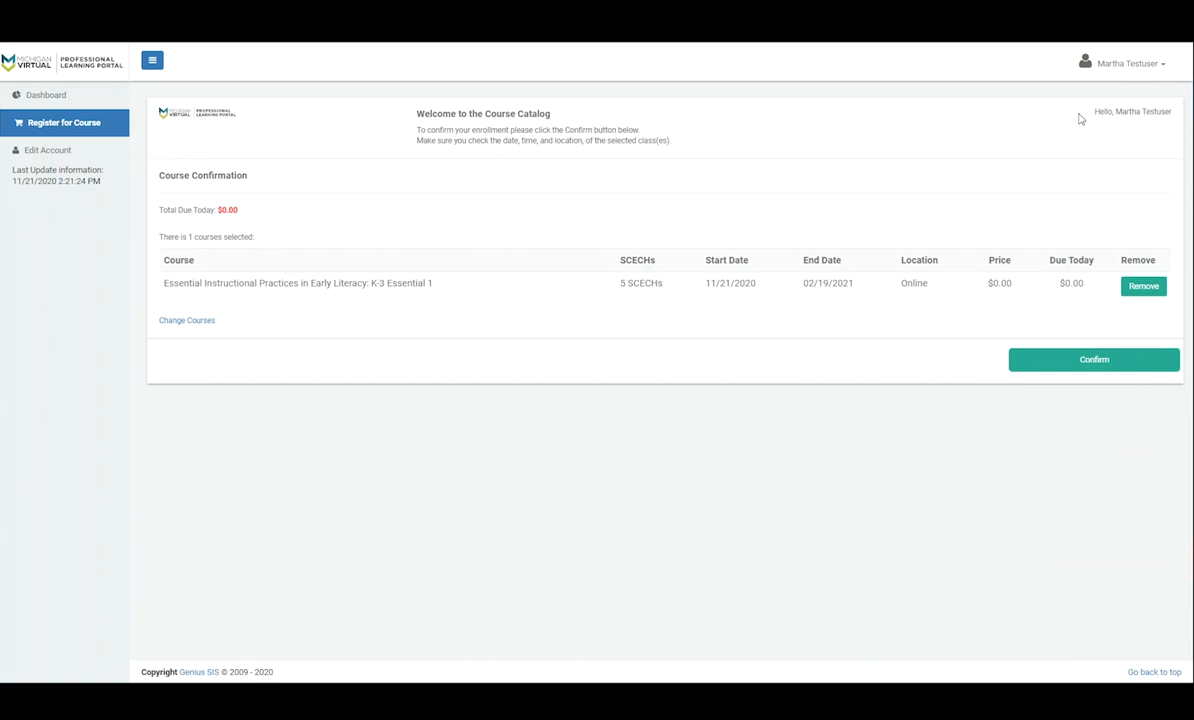 MICHIGAN VIRTUAL | PROFESSIONAL LEARNING PORTAL
Martha Testuser
Dashboard
Register for Course
Edit Account
Last Update information:
11/21/2020 2:21:24 PM
MICHIGAN VIRTUAL | PROFESSIONAL LEARNING PORTAL
Welcome to the Course Catalog
Hello, Martha Testuser
To confirm your enrollment please click the Confirm button below.
Make sure you check the date, time, and location, of the selected class(es).
Course Confirmation
Total Due Today: $0.00
There is 1 courses selected:
Course SCECHs Start Date End Date Location Price Due Today Remove
Essential Instructional Practices in Early Literacy: K-3 Essential 1 5 SCECHs 11/21/2020 02/19/2021 Online $0.00 $0.00 Remove
Change Courses
Confirm
Copyright Genius SIS © 2009 - 2020
Go back to top